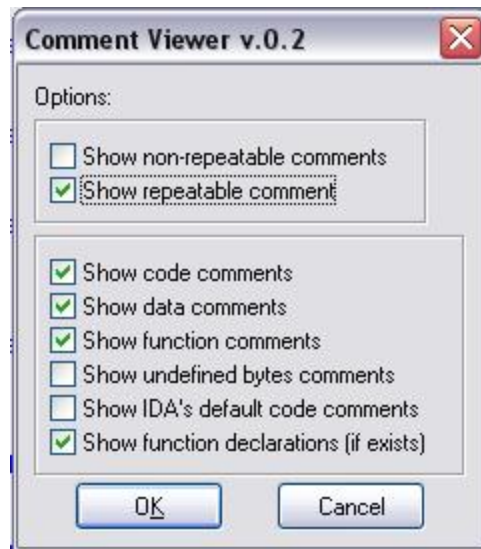 Comment Viewer v.0.2
Options:
Show non-repeatable comments
Show repeatable comment
Show code comments
Show data comments
Show function comments
Show undefined bytes comments
Show IDA's default code comments
Show function declarations (if exists)
OK Cancel